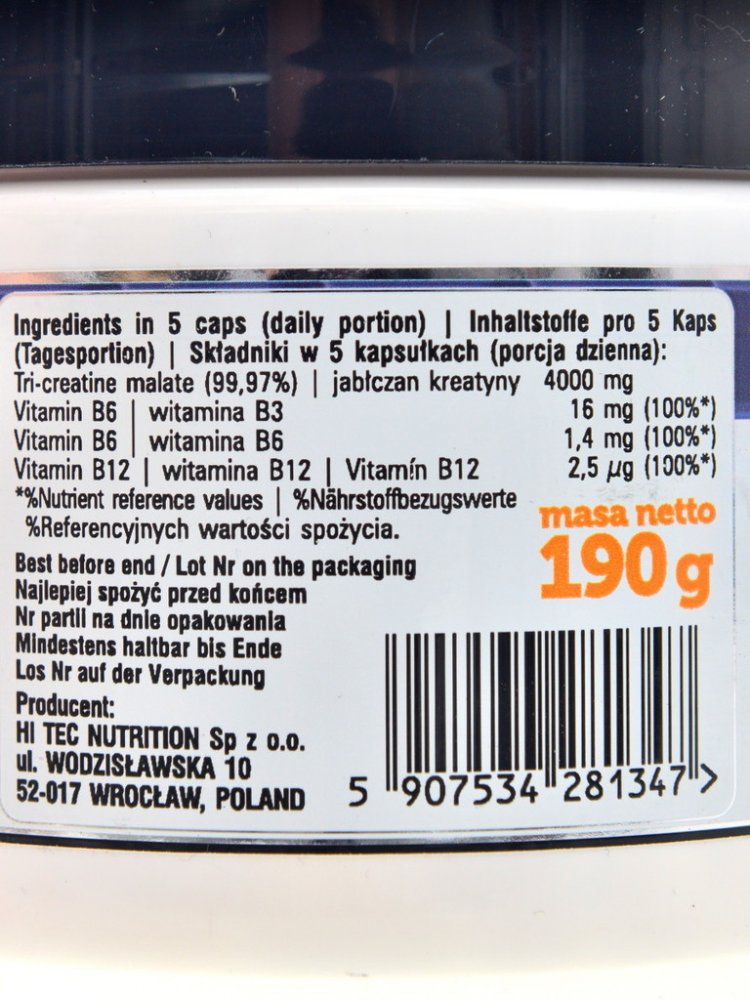 Ingredients in 5 caps (daily portion) | Inhaltstoffe pro 5 Kaps
(Tagesportion) | Składniki w 5 kapsułkach (porcja dzienna):
Tri-creatine malate (99,97%) | jabłczan kreatyny 4000 mg
Vitamin B6 | witamina B3 16 mg (100%*)
Vitamin B6 | witamina B6 1,4 mg (100%*)
Vitamin B12 | witamina B12 | Vitamín B12 2,5 µg (100%*)
*%Nutrient reference values | %Nährstoffbezugswerte
%Referencyjnych wartości spożycia.
masa netto
190g
Best before end / Lot Nr on the packaging
Najlepiej spożyć przed końcem
Nr partii na dnie opakowania
Mindestens haltbar bis Ende
Los Nr auf der Verpackung
Producent:
HI TEC NUTRITION Sp z o.o.
ul. WODZISŁAWSKA 10
52-017 WROCŁAW, POLAND
5 907534 281347 >